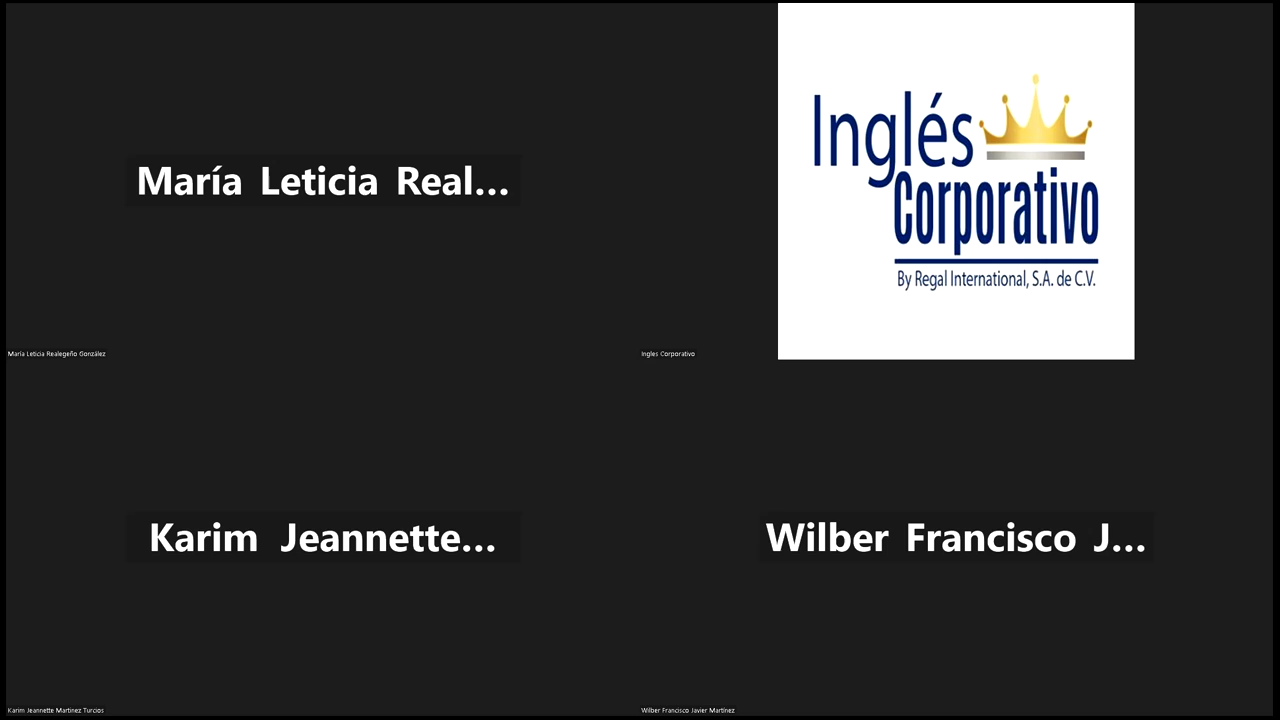 María Leticia Real...
Inglés
Corporativo
By Regal International, S.A. de C.V.
María Leticia Realegeño González
Ingles Corporativo
Karim Jeannette...
Wilber Francisco J...
Karim Jeannette Martinez Turcios
Wilber Francisco Javier Martínez